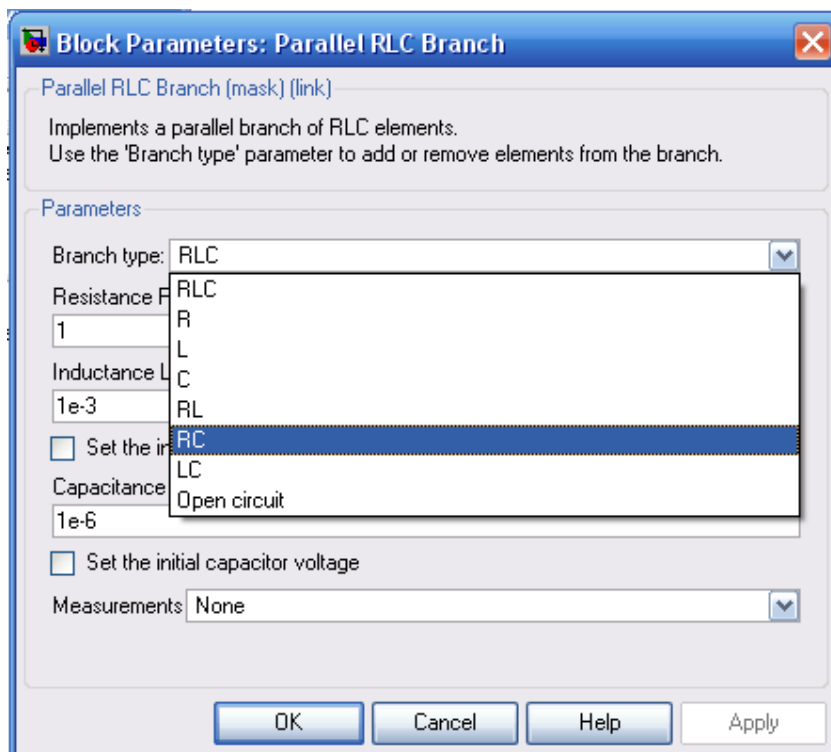 Block Parameters: Parallel RLC Branch
Parallel RLC Branch (mask) (link)
Implements a parallel branch of RLC elements.
Use the 'Branch type' parameter to add or remove elements from the branch.
Parameters
Branch type: RLC
RLC
Resistance
R
1
L
Inductance L
C
1e-3
RL
RC
Set the
LC
Capacitance
Open circuit
1e-6
Set the initial capacitor voltage
Measurements None
OK Cancel Help Apply